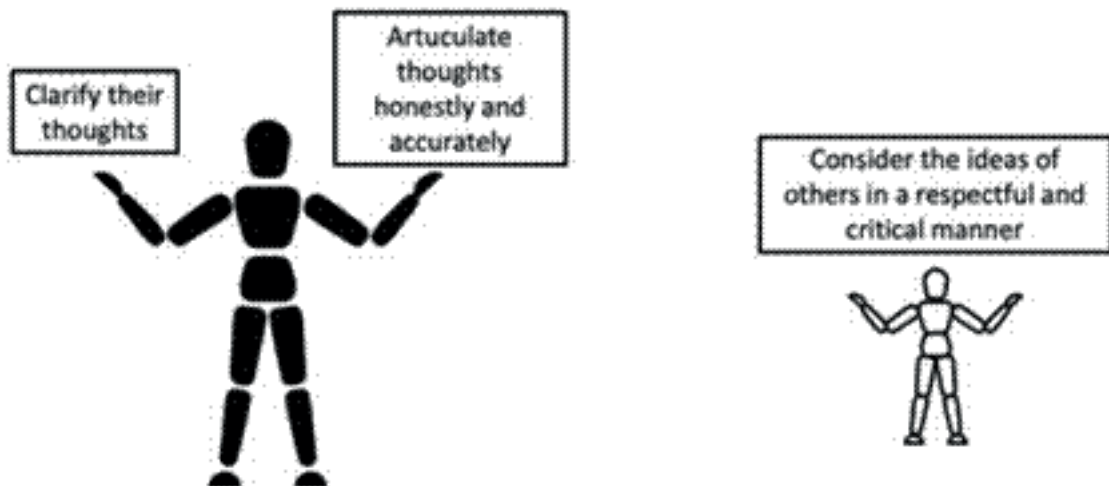 Clarify their
thoughts
Artuculate
thoughts
honestly and
accurately
Consider the ideas of
others in a respectful and
critical manner